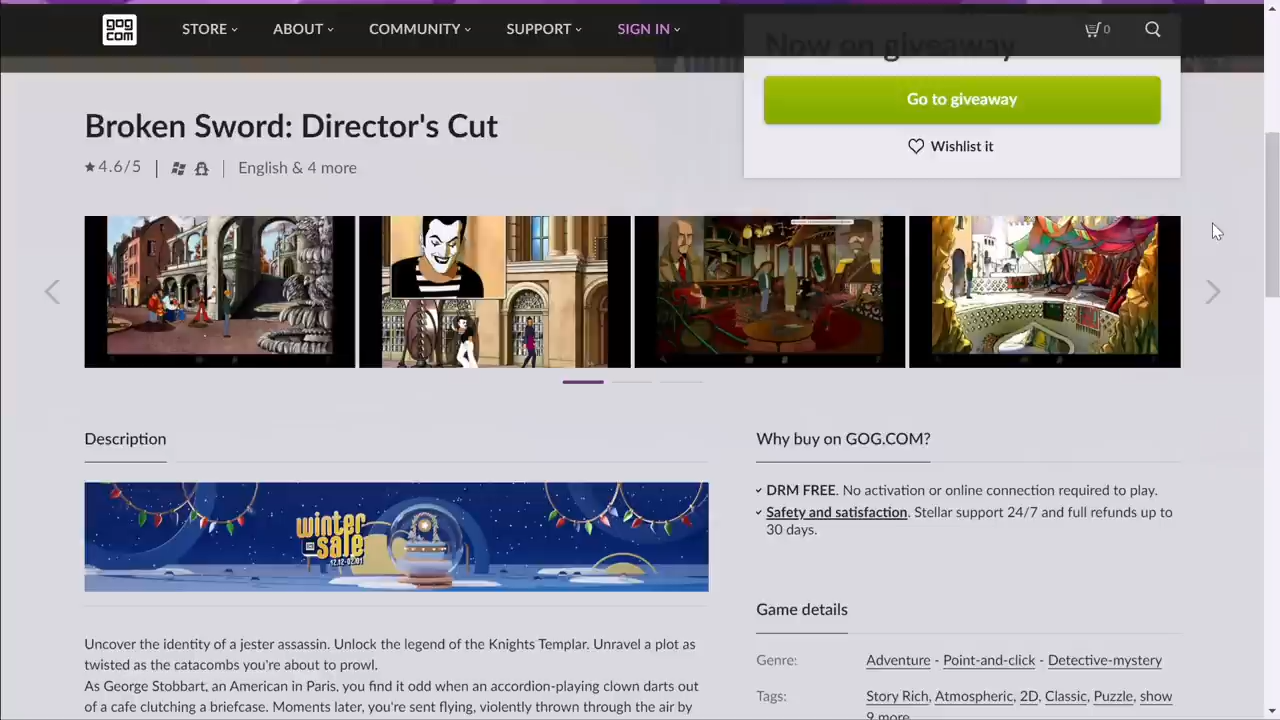 gog
com
STORE
ABOUT
COMMUNITY
SUPPORT
SIGN IN
0
Now on giveaway
Go to giveaway
Wishlist it
Broken Sword: Director's Cut
4.6/5
English & 4 more
Description
winter
sale
12.12-02.01
Uncover the identity of a jester assassin. Unlock the legend of the Knights Templar. Unravel a plot as
twisted as the catacombs you're about to prowl.
As George Stobbart, an American in Paris, you find it odd when an accordion-playing clown darts out
of a cafe clutching a briefcase. Moments later, you're sent flying, violently thrown through the air by
Why buy on GOG.COM?
DRM FREE. No activation or online connection required to play.
Safety and satisfaction. Stellar support 24/7 and full refunds up to
30 days.
Game details
Genre: Adventure - Point-and-click - Detective-mystery
Tags: Story Rich, Atmospheric, 2D, Classic, Puzzle, show
9 more